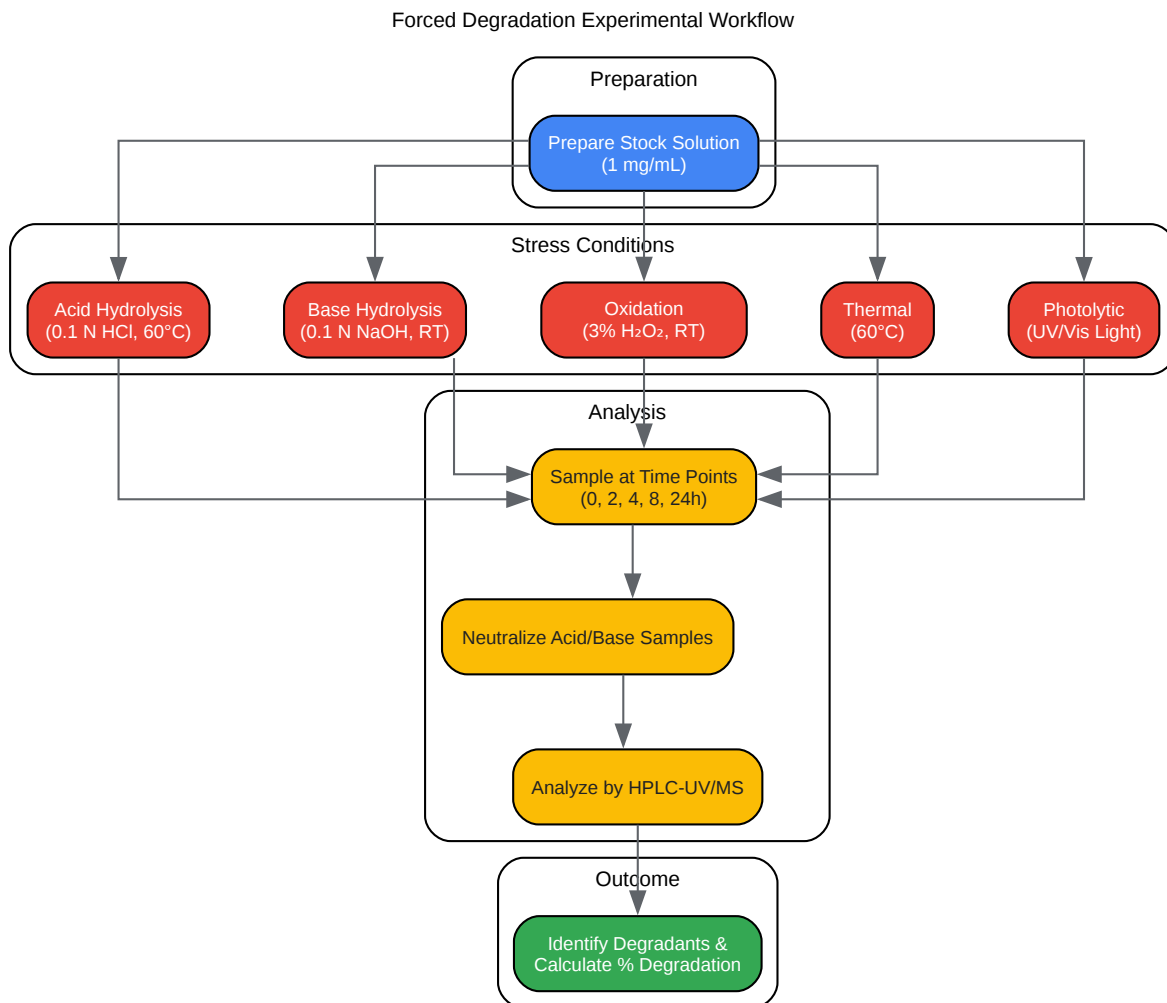 Forced Degradation Experimental Workflow
Preparation
Prepare Stock Solution
(1 mg/mL)
Stress Conditions
Acid Hydrolysis
(0.1 N HCl, 60°C)
Base Hydrolysis
(0.1 N NaOH, RT)
Oxidation
(3% H₂O₂, RT)
Thermal
(60°C)
Photolytic
(UV/Vis Light)
Analysis
Sample at Time Points
(0, 2, 4, 8, 24h)
Neutralize Acid/Base Samples
Analyze by HPLC-UV/MS
Outcome
Identify Degradants &
Calculate % Degradation